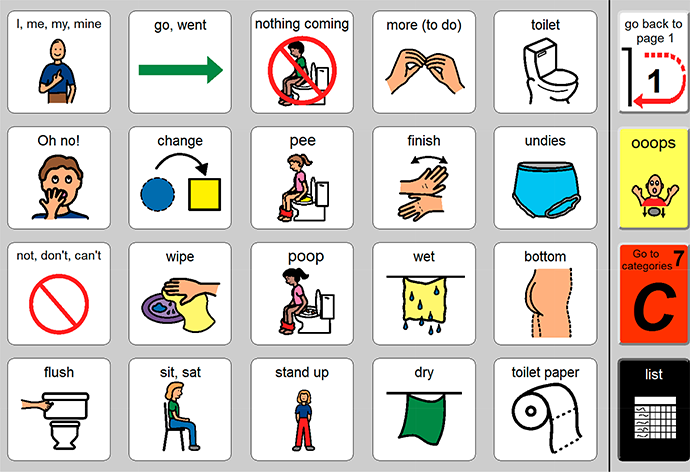 I, me, my, mine
go, went
nothing coming
more (to do)
toilet
go back to
page 1
1
Oh no!
change
pee
finish
undies
ooops
not, don't, can't
wipe
poop
wet
bottom
Go to
categories 7
C
flush
sit, sat
stand up
dry
toilet paper
list